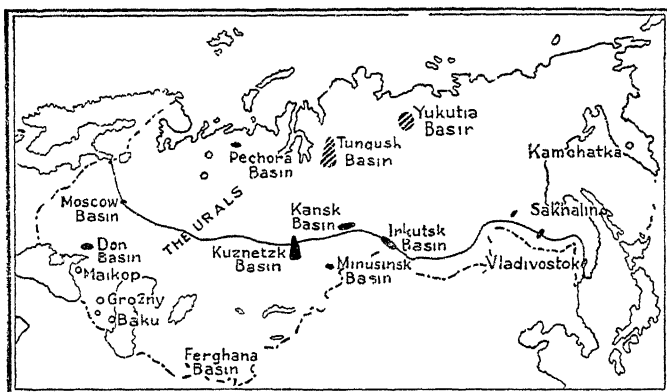 Yukutia
Basin
Tungush
Basin
Pechora
Basin
Kamchatka
Moscow
Basin
THE URALS
Kansk
Basin
Irkutsk
Basin
Sakhalin
Don
Basin
Kuznetzk
Basin
Minusinsk
Basin
Vladivostok
Maikop
Grozny
Baku
Ferghana
Basin